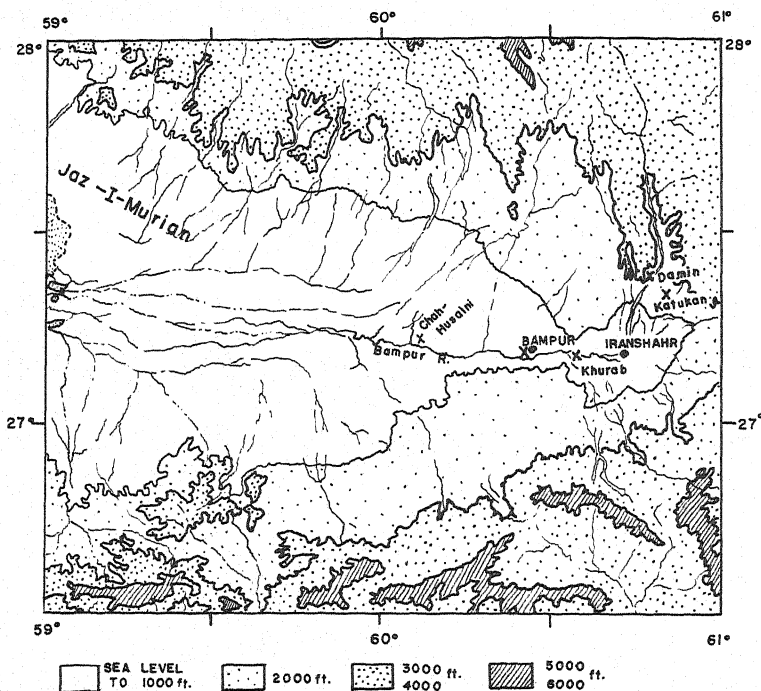 59° 60° 61°
28° 28°
Jaz-I-Murian
Damin
Katukan
Chah-
Husaini
BAMPUR IRANSHAHR
Bampur R.
Khurab
27° 27°
59° 60° 61°
SEA LEVEL
TO 1000 ft.
2000 ft.
3000 ft.
4000
5000 ft.
6000